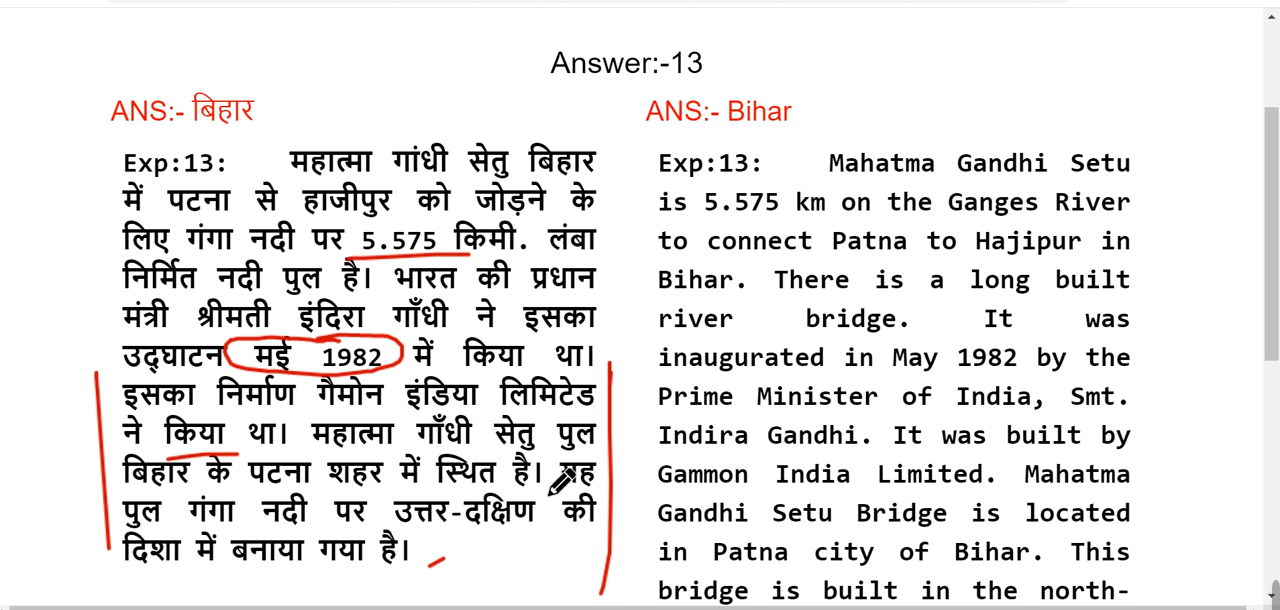 Answer:-13
ANS:- बिहार
Exp:13: महात्मा गांधी सेतु बिहार
में पटना से हाजीपुर को जोड़ने के
लिए गंगा नदी पर 5.575 किमी. लंबा
निर्मित नदी पुल है। भारत की प्रधान
मंत्री श्रीमती इंदिरा गाँधी ने इसका
उद्घाटन मई 1982 में किया था।
इसका निर्माण गैमोन इंडिया लिमिटेड
ने किया था। महात्मा गाँधी सेतु पुल
बिहार के पटना शहर में स्थित है। यह
पुल गंगा नदी पर उत्तर-दक्षिण की
दिशा में बनाया गया है।
ANS:- Bihar
Exp:13: Mahatma Gandhi Setu
is 5.575 km on the Ganges River
to connect Patna to Hajipur in
Bihar. There is a long built
river bridge. It was
inaugurated in May 1982 by the
Prime Minister of India, Smt.
Indira Gandhi. It was built by
Gammon India Limited. Mahatma
Gandhi Setu Bridge is located
in Patna city of Bihar. This
bridge is built in the north-